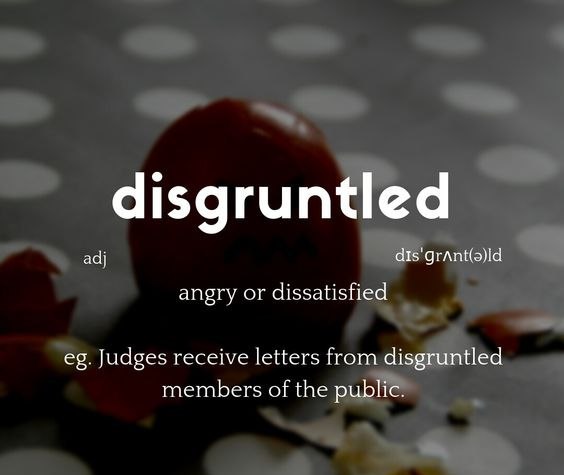 disgruntled
adj
dɪsˈɡrʌnt(ə)ld
angry or dissatisfied
eg. Judges receive letters from disgruntled
members of the public.